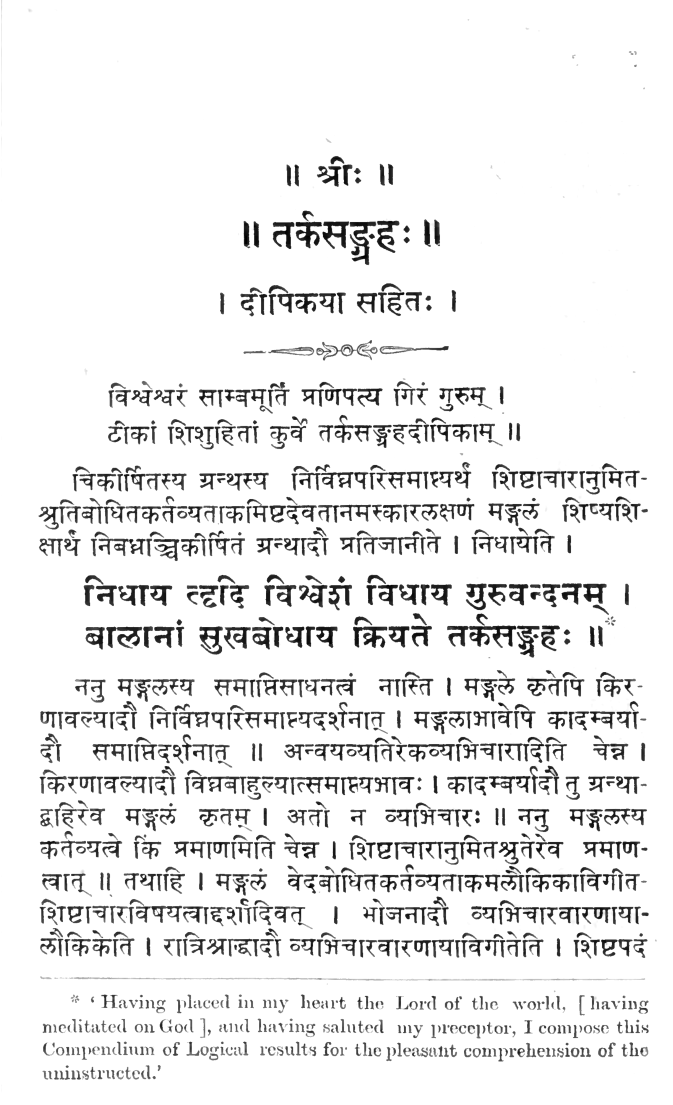 ॥ श्रीः ॥
॥ तर्कसङ्ग्रहः ॥
। दीपिकया सहितः ।
विश्वेश्वरं साम्बमूर्तिं प्रणिपत्य गिरं गुरुम् ।
टीकां शिशुहितां कुर्वे तर्कसङ्ग्रहदीपिकाम् ॥
चिकीर्षितस्य ग्रन्थस्य निर्विघ्नपरिसमाप्त्यर्थं शिष्टाचारानुमित-
श्रुतिबोधितकर्तव्यताकमिष्टदेवतानमस्कारलक्षणं मङ्गलं शिष्यशि-
क्षार्थं निबध्नञ्चिकीर्षितं ग्रन्थादौ प्रतिजानीते । निधायेति ।
निधाय हृदि विश्वेशं विधाय गुरुवन्दनम् ।
बालानां सुखबोधाय क्रियते तर्कसङ्ग्रहः ॥*
ननु मङ्गलस्य समाप्तिसाधनत्वं नास्ति । मङ्गले कृतेपि किर-
णावल्यादौ निर्विघ्नपरिसमाप्त्यदर्शनात् । मङ्गलाभावेपि कादम्बर्या-
दौ समाप्तिदर्शनात् ॥ अन्वयव्यतिरेकव्यभिचारादिति चेन्न ।
किरणावल्यादौ विघ्नबाहुल्यात्समाप्त्यभावः । कादम्बर्यादौ तु ग्रन्था-
द्बहिरेव मङ्गलं कृतम् । अतो न व्यभिचारः ॥ ननु मङ्गलस्य
कर्तव्यत्वे किं प्रमाणमिति चेन्न । शिष्टाचारानुमितश्रुतेरेव प्रमाण-
त्वात् ॥ तथाहि । मङ्गलं वेदबोधितकर्तव्यताकमलौकिकाविगीत-
शिष्टाचारविषयत्वाद्दर्शादिवत् । भोजनादौ व्यभिचारवारणाया-
लौकिकेति । रात्रिश्राद्धादौ व्यभिचारवारणायाविगीतेति । शिष्टपदं
* ‘ Having placed in my heart the Lord of the world, [ having
meditated on God ], and having saluted my preceptor, I compose this
Compendium of Logical results for the pleasant comprehension of the
uninstructed.’